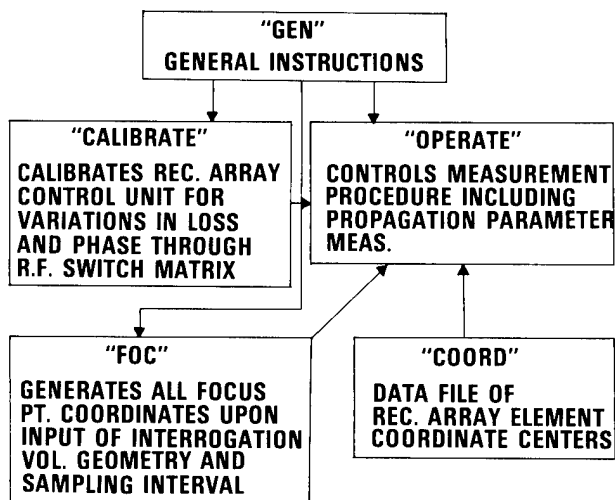 "GEN"
GENERAL INSTRUCTIONS
"CALIBRATE"
CALIBRATES REC. ARRAY
CONTROL UNIT FOR
VARIATIONS IN LOSS
AND PHASE THROUGH
R.F. SWITCH MATRIX
"OPERATE"
CONTROLS MEASUREMENT
PROCEDURE INCLUDING
PROPAGATION PARAMETER
MEAS.
"FOC"
GENERATES ALL FOCUS
PT. COORDINATES UPON
INPUT OF INTERROGATION
VOL. GEOMETRY AND
SAMPLING INTERVAL
"COORD"
DATA FILE OF
REC. ARRAY ELEMENT
COORDINATE CENTERS